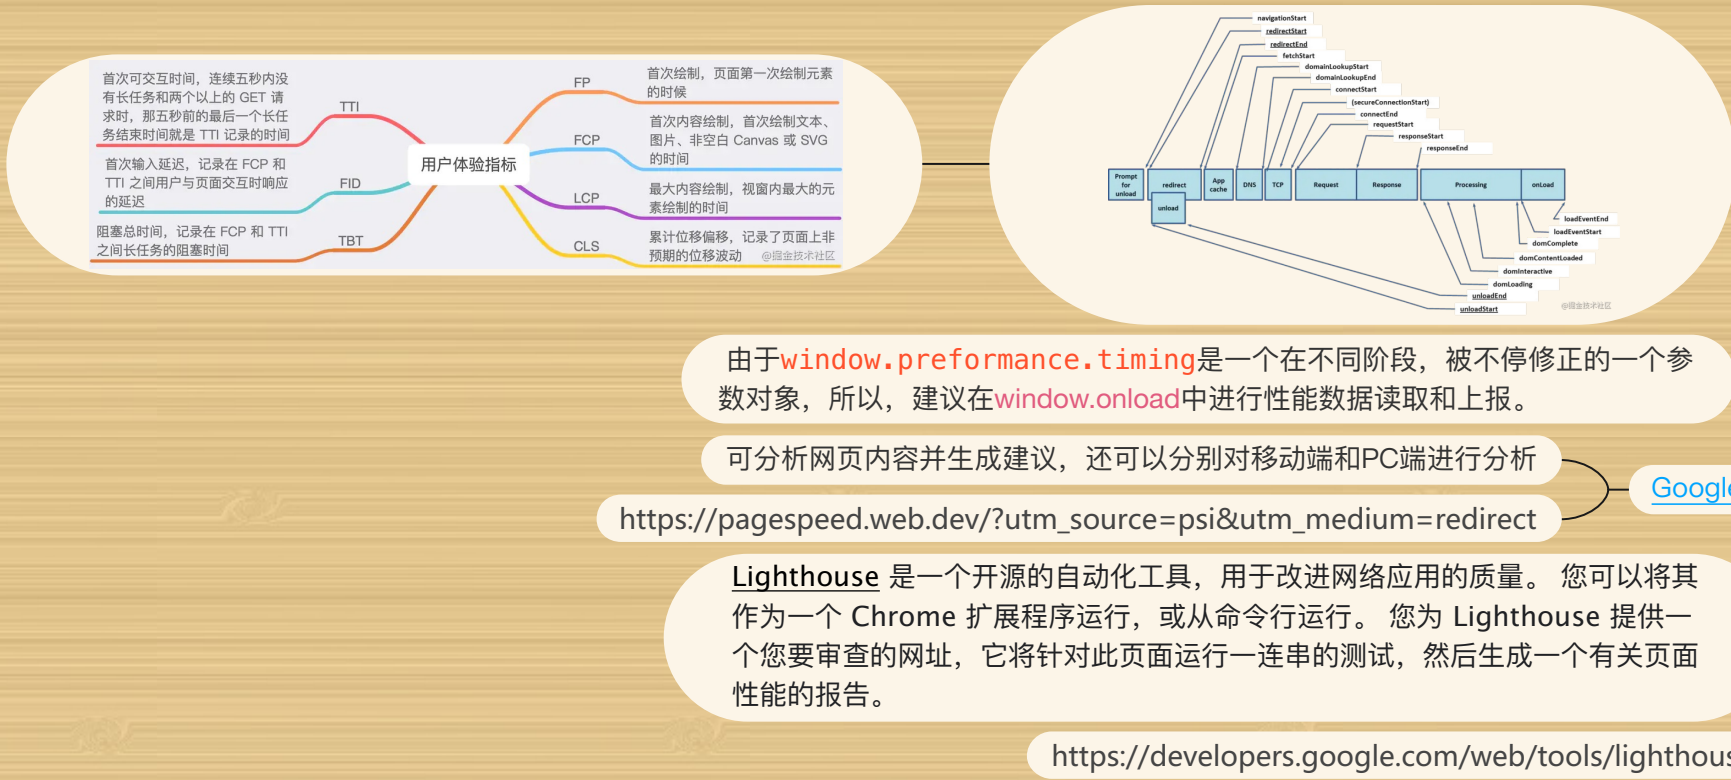 首次可交互时间，连续五秒内没
有长任务和两个以上的 GET 请
求时，那五秒前的最后一个长任
务结束时间就是 TTI 记录的时间
TTI
首次输入延迟，记录在 FCP 和
TTI 之间用户与页面交互时响应
的延迟
FID
阻塞总时间，记录在 FCP 和 TTI
之间长任务的阻塞时间
TBT
用户体验指标
FP
首次绘制，页面第一次绘制元素
的时候
FCP
首次内容绘制，首次绘制文本、
图片、非空白 Canvas 或 SVG
的时间
LCP
最大内容绘制，视窗内最大的元
素绘制的时间
CLS
累计位移偏移，记录了页面上非
预期的位移波动
@掘金技术社区
navigationStart
redirectStart
redirectEnd
fetchStart
domainLookupStart
domainLookupEnd
connectStart
(secureConnectionStart)
connectEnd
requestStart
responseStart
responseEnd
Prompt
for
unload
redirect
unload
App
cache
DNS
TCP
Request
Response
Processing
onLoad
loadEventEnd
loadEventStart
domComplete
domContentLoaded
domInteractive
domLoading
unloadEnd
unloadStart
@掘金技术社区
由于window.preformance.timing是一个在不同阶段，被不停修正的一个参
数对象，所以，建议在window.onload中进行性能数据读取和上报。
可分析网页内容并生成建议，还可以分别对移动端和PC端进行分析
Google
https://pagespeed.web.dev/?utm_source=psi&utm_medium=redirect
Lighthouse 是一个开源的自动化工具，用于改进网络应用的质量。 您可以将其
作为一个 Chrome 扩展程序运行，或从命令行运行。 您为 Lighthouse 提供一
个您要审查的网址，它将针对此页面运行一连串的测试，然后生成一个有关页面
性能的报告。
https://developers.google.com/web/tools/lighthous